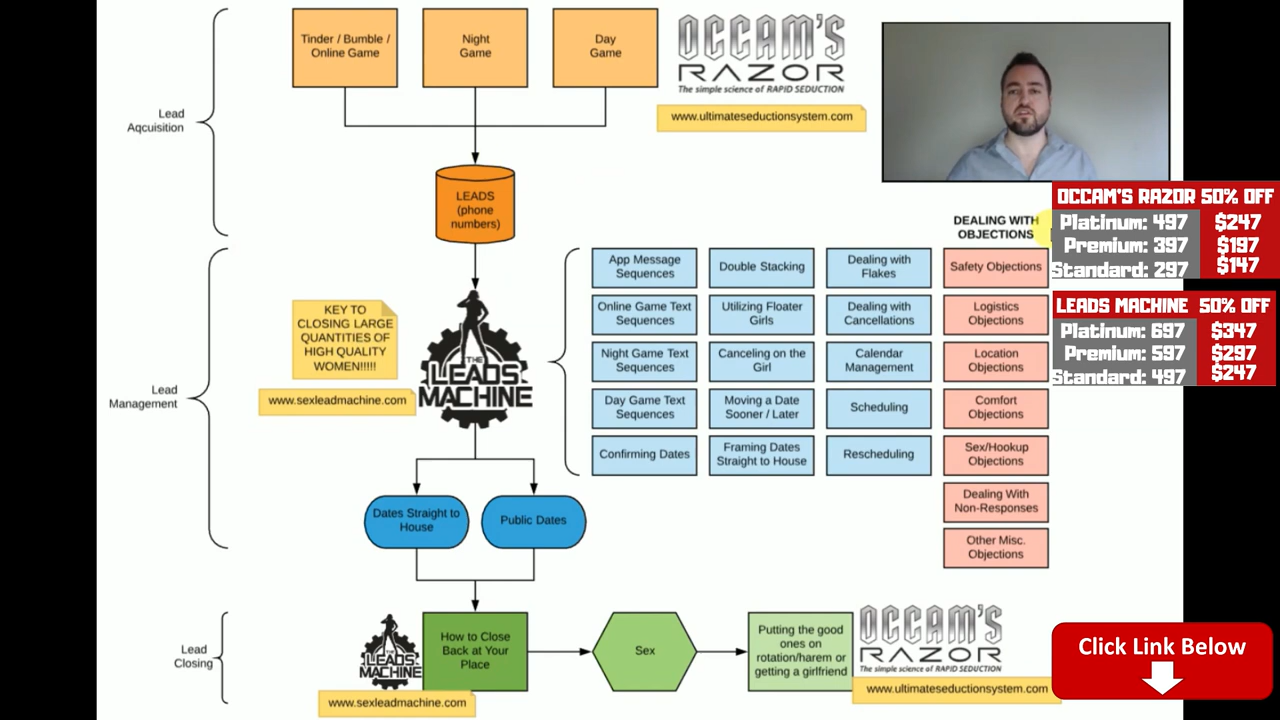 Tinder / Bumble /
Online Game
Night
Game
Day
Game
OCCAM'S
RAZOR
The simple science of RAPID SEDUCTION
www.ultimateseductionsystem.com
Lead
Aqcuisition
LEADS
(phone
numbers)
OCCAM'S RAZOR 50% OFF
Platinum: 497 $247
Premium: 397 $197
Standard: 297 $147
LEADS MACHINE 50% OFF
Platinum: 697 $347
Premium: 597 $297
Standard: 497 $247
DEALING WITH
OBJECTIONS
App Message
Sequences
Double Stacking
Dealing with
Flakes
Safety Objections
Online Game Text
Sequences
Utilizing Floater
Girls
Dealing with
Cancellations
Logistics
Objections
Night Game Text
Sequences
Canceling on the
Girl
Calendar
Management
Location
Objections
Day Game Text
Sequences
Moving a Date
Sooner / Later
Scheduling
Comfort
Objections
Confirming Dates
Framing Dates
Straight to House
Rescheduling
Sex/Hookup
Objections
Dealing With
Non-Responses
Other Misc.
Objections
KEY TO
CLOSING LARGE
QUANTITIES OF
HIGH QUALITY
WOMEN!!!!!
www.sexleadmachine.com
THE
LEADS
MACHINE
Lead
Management
Dates Straight to
House
Public Dates
Lead
Closing
THE
LEADS
MACHINE
www.sexleadmachine.com
How to Close
Back at Your
Place
Sex
Putting the good
ones on
rotation/harem or
getting a girlfriend
OCCAM'S
RAZOR
The simple science of RAPID SEDUCTION
www.ultimateseductionsystem.com
Click Link Below